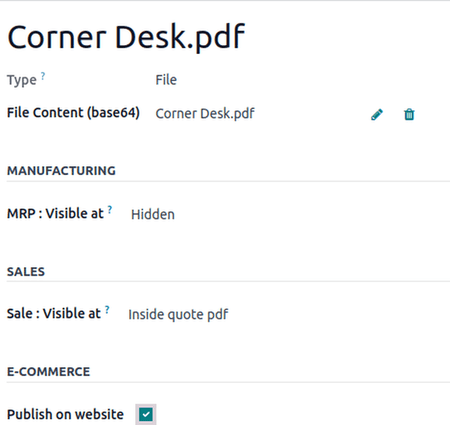 Corner Desk.pdf
Type ? File
File Content (base64) Corner Desk.pdf
MANUFACTURING
MRP : Visible at ? Hidden
SALES
Sale : Visible at ? Inside quote pdf
E-COMMERCE
Publish on website